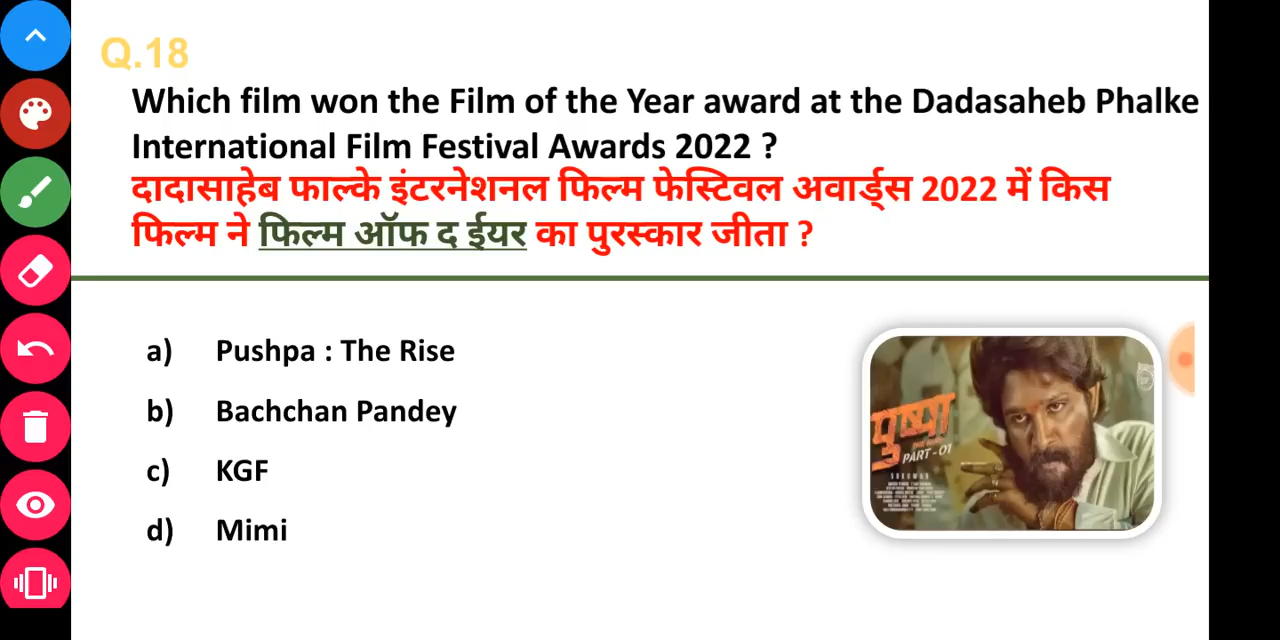 Q.18
Which film won the Film of the Year award at the Dadasaheb Phalke
International Film Festival Awards 2022 ?
दादासाहेब फाल्के इंटरनेशनल फिल्म फेस्टिवल अवार्ड्स 2022 में किस
फिल्म ने फिल्म ऑफ द ईयर का पुरस्कार जीता ?
a) Pushpa : The Rise
b) Bachchan Pandey
c) KGF
d) Mimi
पुष्पा
PART-01
SUKUMAR